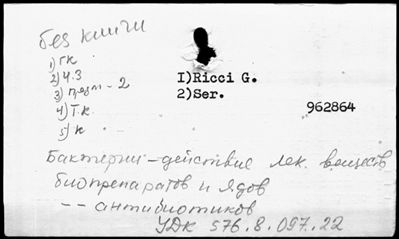 без книги
1) ГК
2) Ч.З
3) през - 2
4) Т.К
5) К
I)Ricci G.
2)Ser.
962864
Бактерии - действие лек. веществ,
биопрепаратов и ядов
-- антибиотиков
УДК 576.8.097.22